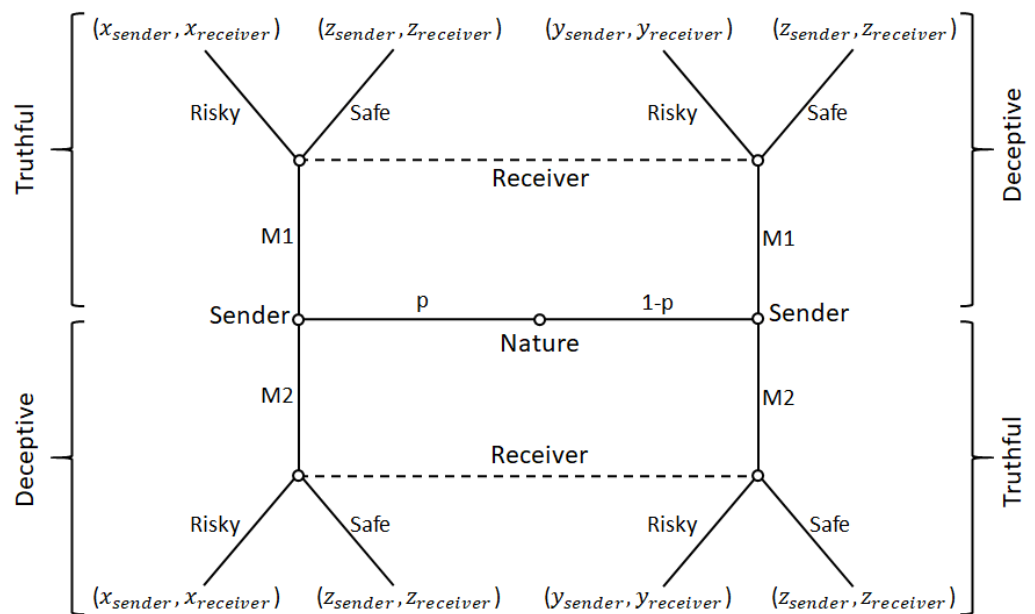 (x_sender, x_receiver) (z_sender, z_receiver) (y_sender, y_receiver) (z_sender, z_receiver)
Risky Safe Risky Safe
Truthful
Deceptive
Receiver
M1 M1
p 1-p
Sender Sender
Nature
M2 M2
Receiver
Deceptive
Truthful
Risky Safe Risky Safe
(x_sender, x_receiver) (z_sender, z_receiver) (y_sender, y_receiver) (z_sender, z_receiver)